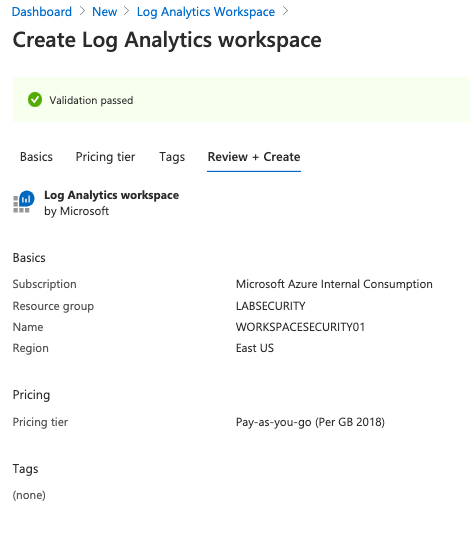 Dashboard > New > Log Analytics Workspace >
Create Log Analytics workspace
Validation passed
Basics Pricing tier Tags Review + Create
Log Analytics workspace
by Microsoft
Basics
Subscription Microsoft Azure Internal Consumption
Resource group LABSECURITY
Name WORKSPACESECURITY01
Region East US
Pricing
Pricing tier Pay-as-you-go (Per GB 2018)
Tags
(none)